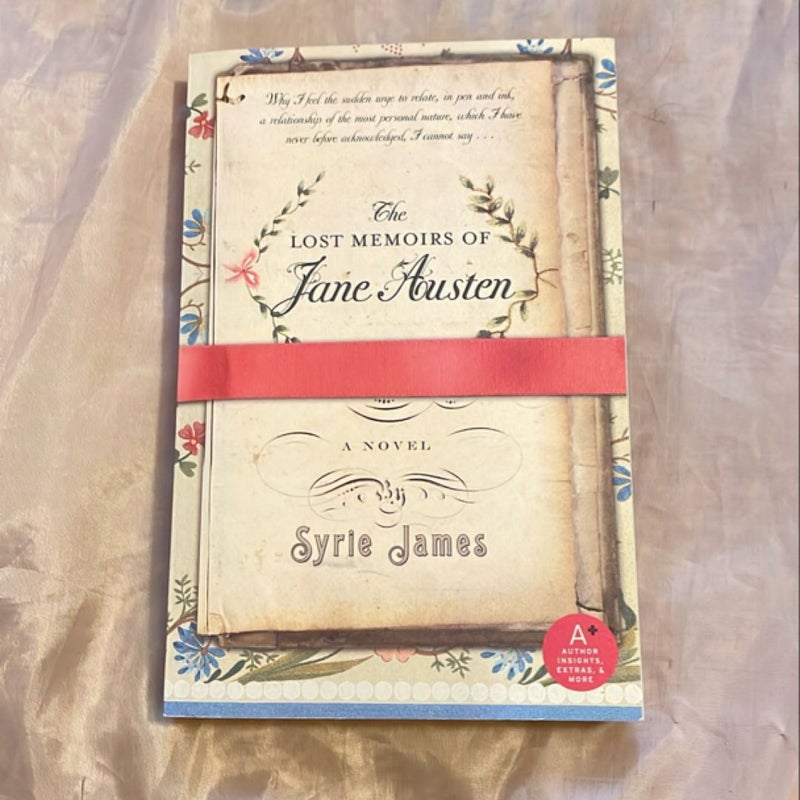 Why I feel the sudden urge to relate, in pen and ink,
a relationship of the most personal nature, which I have
never before acknowledged, I cannot say . . .
The
LOST MEMOIRS OF
Jane Austen
A NOVEL
By
Syrie James
A+
AUTHOR
INSIGHTS,
EXTRAS, &
MORE